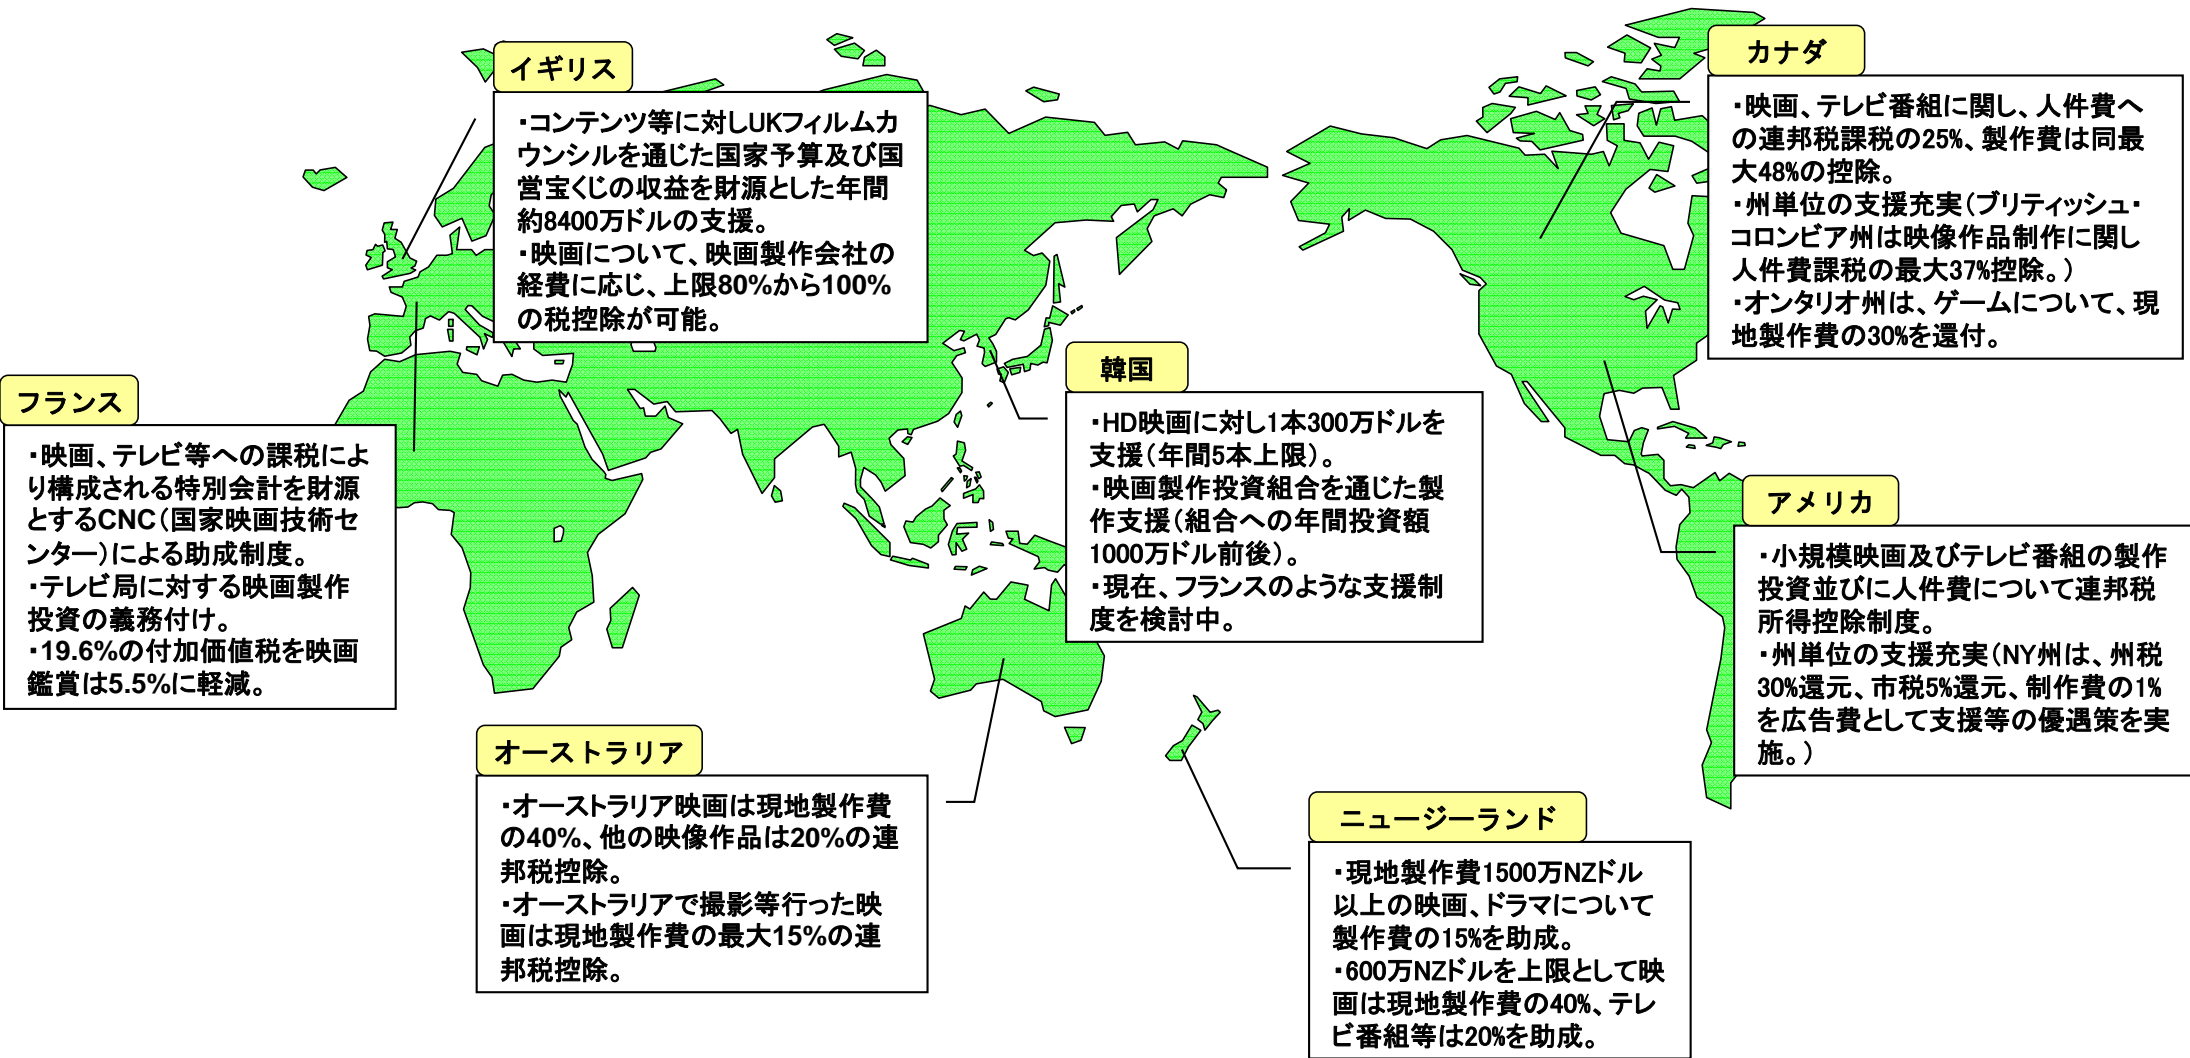 イギリス
・コンテンツ等に対しUKフィルムカ
ウンシルを通じた国家予算及び国
営宝くじの収益を財源とした年間
約8400万ドルの支援。
・映画について、映画製作会社の
経費に応じ、上限80%から100%
の税控除が可能。
カナダ
・映画、テレビ番組に関し、人件費へ
の連邦税課税の25%、製作費は同最
大48%の控除。
・州単位の支援充実(ブリティッシュ・
コロンビア州は映像作品制作に関し
人件費課税の最大37%控除。)
・オンタリオ州は、ゲームについて、現
地製作費の30%を還付。
韓国
・HD映画に対し1本300万ドルを
支援(年間5本上限)。
・映画製作投資組合を通じた製
作支援(組合への年間投資額
1000万ドル前後)。
・現在、フランスのような支援制
度を検討中。
フランス
・映画、テレビ等への課税によ
り構成される特別会計を財源
とするCNC(国家映画技術セ
ンター)による助成制度。
・テレビ局に対する映画製作
投資の義務付け。
・19.6%の付加価値税を映画
鑑賞は5.5%に軽減。
アメリカ
・小規模映画及びテレビ番組の製作
投資並びに人件費について連邦税
所得控除制度。
・州単位の支援充実(NY州は、州税
30%還元、市税5%還元、制作費の1%
を広告費として支援等の優遇策を実
施。)
オーストラリア
・オーストラリア映画は現地製作費
の40%、他の映像作品は20%の連
邦税控除。
・オーストラリアで撮影等行った映
画は現地製作費の最大15%の連
邦税控除。
ニュージーランド
・現地製作費1500万NZドル
以上の映画、ドラマについて
製作費の15%を助成。
・600万NZドルを上限として映
画は現地製作費の40%、テレ
ビ番組等は20%を助成。